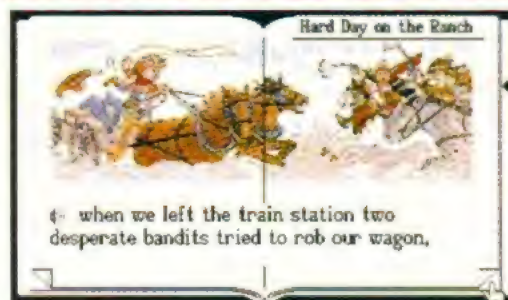 Hard Day on the Ranch
when we left the train station two
desperate bandits tried to rob our wagon,